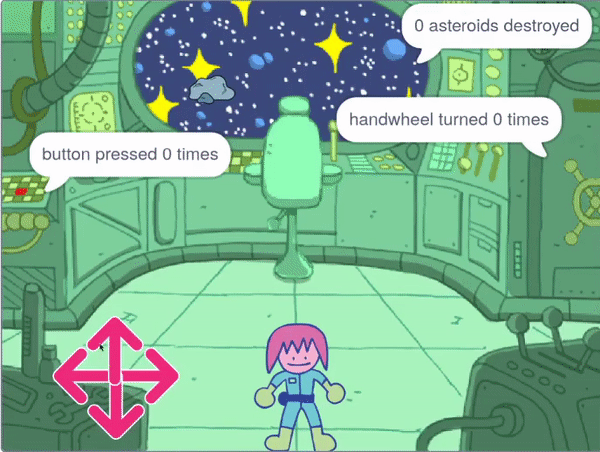 0 asteroids destroyed
handwheel turned 0 times
button pressed 0 times